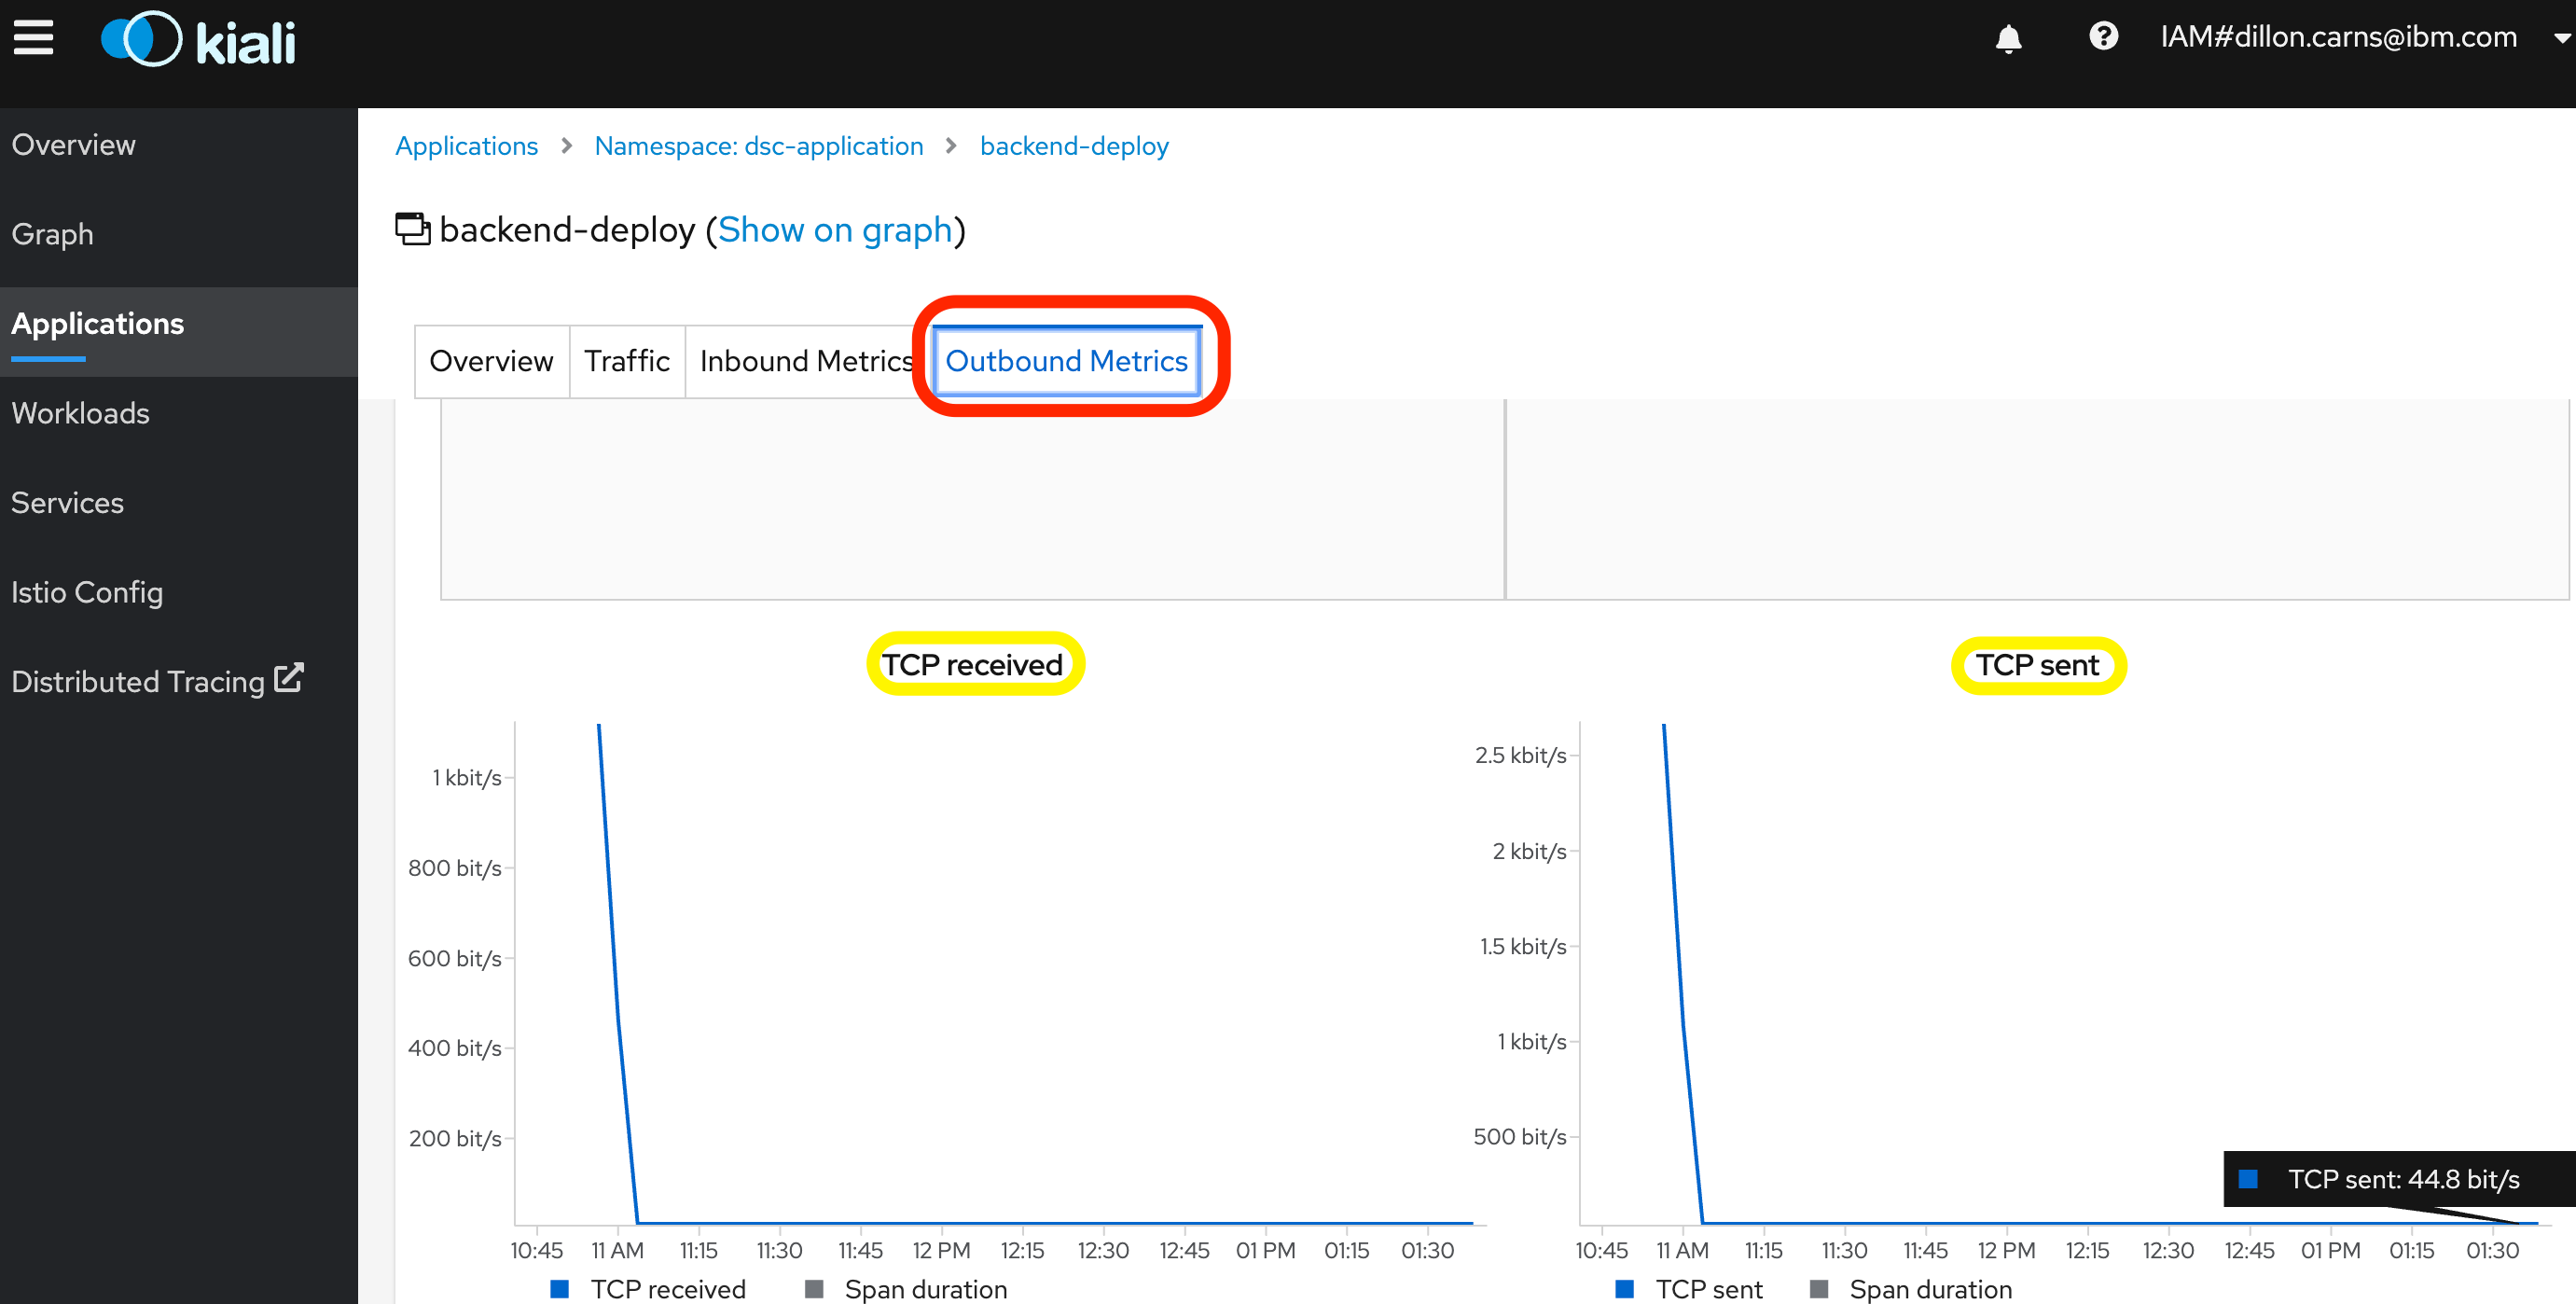 kiali
IAM#dillon.carns@ibm.com
Overview
Graph
Applications
Workloads
Services
Istio Config
Distributed Tracing
Applications > Namespace: dsc-application > backend-deploy
backend-deploy (Show on graph)
Overview Traffic Inbound Metrics Outbound Metrics
TCP received
1 kbit/s
800 bit/s
600 bit/s
400 bit/s
200 bit/s
10:45 11 AM 11:15 11:30 11:45 12 PM 12:15 12:30 12:45 01 PM 01:15 01:30
TCP received Span duration
TCP sent
2.5 kbit/s
2 kbit/s
1.5 kbit/s
1 kbit/s
500 bit/s
TCP sent: 44.8 bit/s
10:45 11 AM 11:15 11:30 11:45 12 PM 12:15 12:30 12:45 01 PM 01:15 01:30
TCP sent Span duration